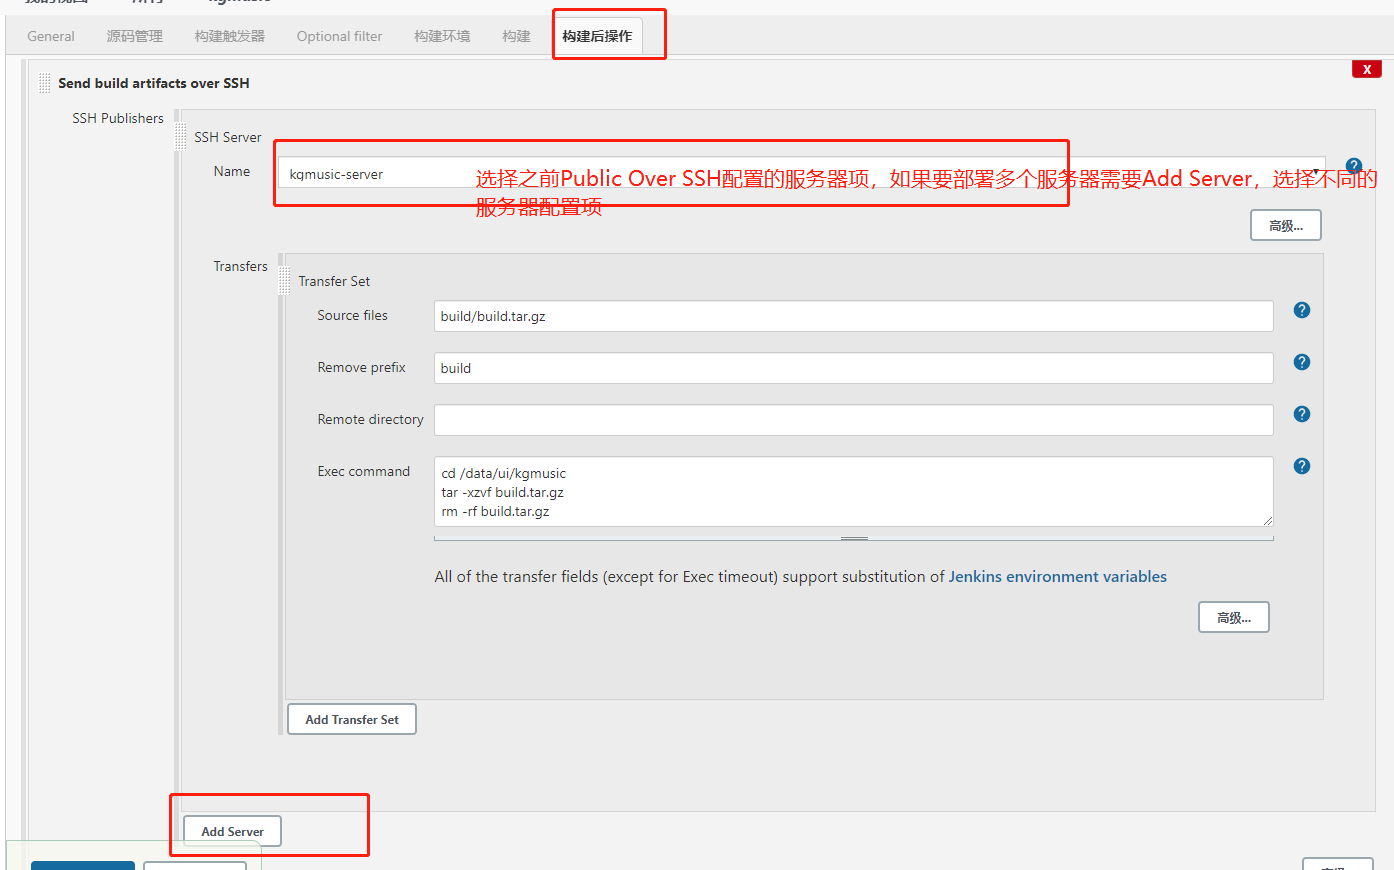 General 源码管理 构建触发器 Optional filter 构建环境 构建 构建后操作
Send build artifacts over SSH
X
SSH Publishers
SSH Server
Name
kgmusic-server
选择之前Public Over SSH配置的服务器项，如果要部署多个服务器需要Add Server，选择不同的
服务器配置项
高级...
Transfers
Transfer Set
Source files
build/build.tar.gz
Remove prefix
build
Remote directory
Exec command
cd /data/ui/kgmusic
tar -xzvf build.tar.gz
rm -rf build.tar.gz
All of the transfer fields (except for Exec timeout) support substitution of Jenkins environment variables
高级...
Add Transfer Set
Add Server